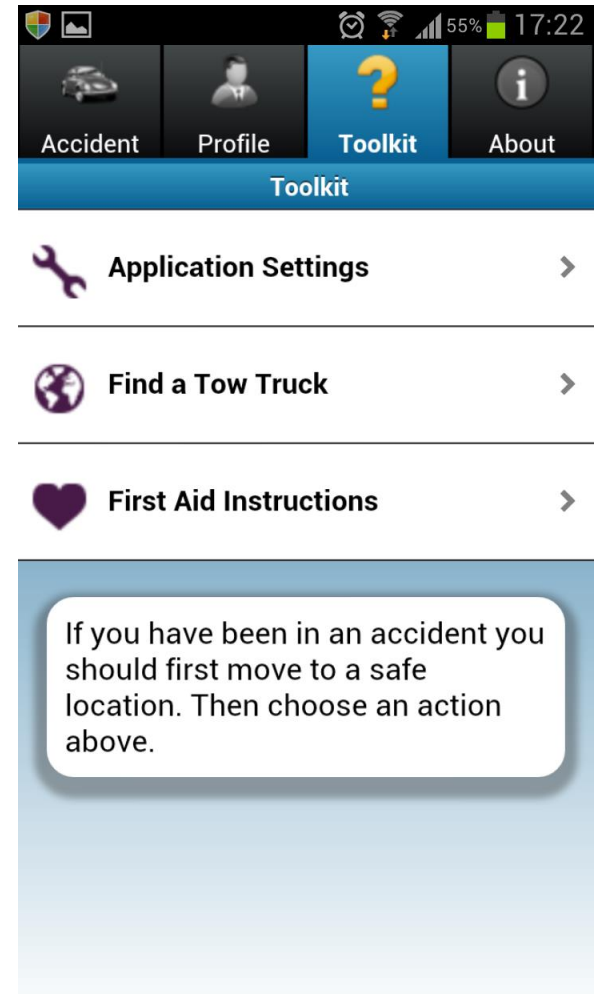 55% 17:22
Accident Profile Toolkit About
Toolkit
Application Settings
Find a Tow Truck
First Aid Instructions
If you have been in an accident you
should first move to a safe
location. Then choose an action
above.